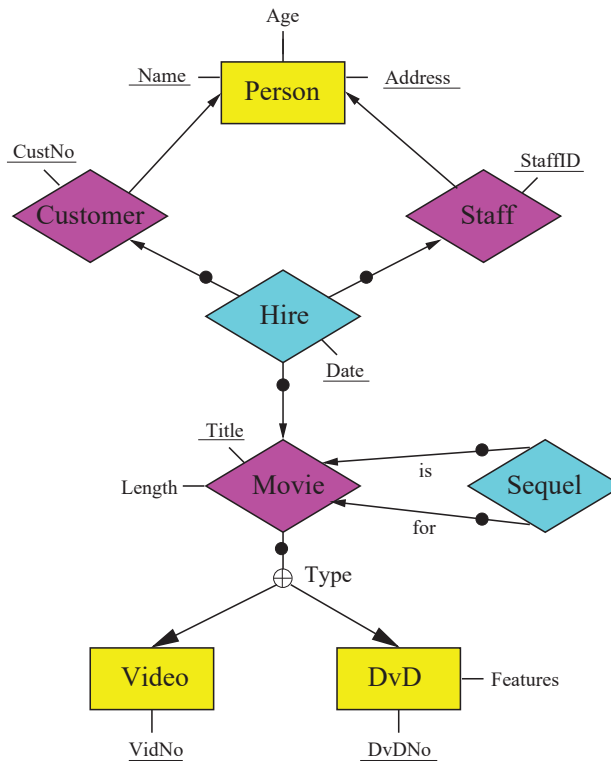 Age
Name
Person
Address
CustNo
StaffID
Customer
Staff
Hire
Date
Title
Length
Movie
is
Sequel
for
Type
Video
DvD
Features
VidNo
DvDNo